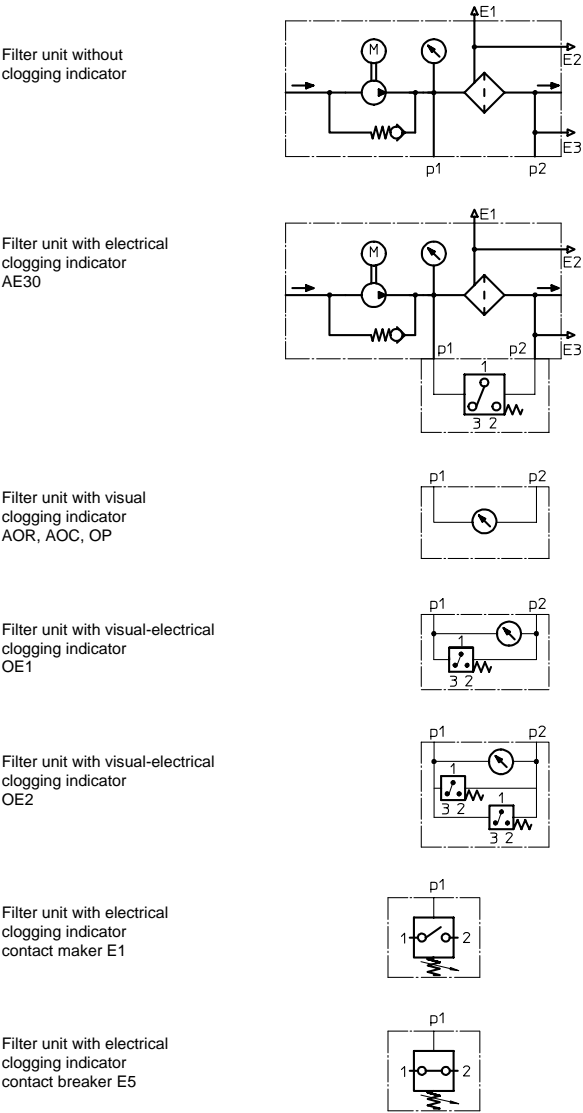 E1
Filter unit without
clogging indicator
M
E2
E3
p1 p2
E1
Filter unit with electrical
clogging indicator
AE30
M
E2
E3
p1 p2
1
3 2
p1 p2
Filter unit with visual
clogging indicator
AOR, AOC, OP
p1 p2
Filter unit with visual-electrical
clogging indicator
OE1
1
3 2
p1 p2
Filter unit with visual-electrical
clogging indicator
OE2
1
3 2
1
3 2
p1
Filter unit with electrical
clogging indicator
contact maker E1
1 2
p1
Filter unit with electrical
clogging indicator
contact breaker E5
1 2